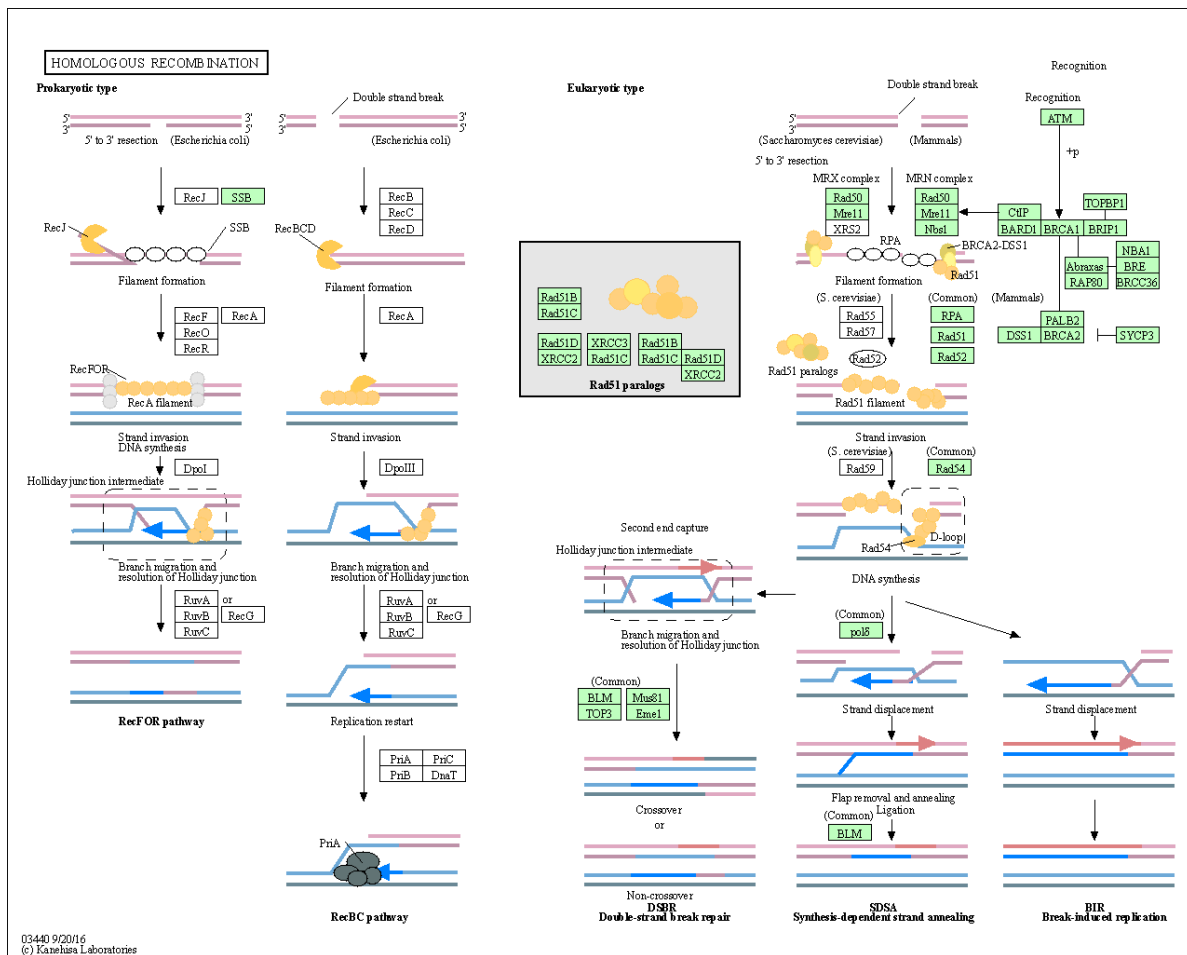 HOMOLOGOUS RECOMBINATION
Prokaryotic type
5'
3'
3'
5'
5' to 3' resection
(Escherichia coli)
RecJ
SSB
RecJ
SSB
Filament formation
RecF
RecA
RecO
RecR
RecFOR
RecA filament
Strand invasion
DNA synthesis
DpoI
Holliday junction intermediate
Branch migration and
resolution of Holliday junction
RuvA
or
RuvB
RecG
RuvC
RecFOR pathway
Double strand break
5'
3'
3'
5'
(Escherichia coli)
RecB
RecC
RecD
RecBCD
Filament formation
RecA
Strand invasion
DpoIII
Branch migration and
resolution of Holliday junction
RuvA
or
RuvB
RecG
RuvC
Replication restart
PriA
PriC
PriB
DnaT
PriA
RecBC pathway
Eukaryotic type
Rad51B
Rad51C
Rad51D
XRCC2
XRCC3
Rad51C
Rad51B
Rad51C
Rad51D
XRCC2
Rad51 paralogs
Double strand break
5'
3'
3'
5'
(Saccharomyces cerevisiae)
(Mammals)
5' to 3' resection
MRX complex
Rad50
Mre11
XRS2
MRN complex
Rad50
Mre11
Nbs1
Recognition
Recognition
ATM
+p
CtIP
TOPBP1
BARD1
BRCA1
BRIP1
Abraxas
RAP80
NBA1
BRE
BRCC36
(Mammals)
PALB2
DSS1
BRCA2
SYCP3
RPA
BRCA2-DSS1
Rad51
Filament formation
(S. cerevisiae)
Rad55
Rad57
Rad52
(Common)
RPA
Rad51
Rad52
Rad51 paralogs
Rad51 filament
Strand invasion
(S. cerevisiae)
Rad59
(Common)
Rad54
Rad54
D-loop
DNA synthesis
Second end capture
Holliday junction intermediate
Branch migration and
resolution of Holliday junction
(Common)
BLM
Mus81
TOP3
Eme1
Crossover
or
Non-crossover
DSBR
Double-strand break repair
(Common)
polδ
Strand displacement
Flap removal and annealing
Ligation
(Common)
BLM
SDSA
Synthesis-dependent strand annealing
Strand displacement
BIR
Break-induced replication
03440 9/20/16
(c) Kanehisa Laboratories